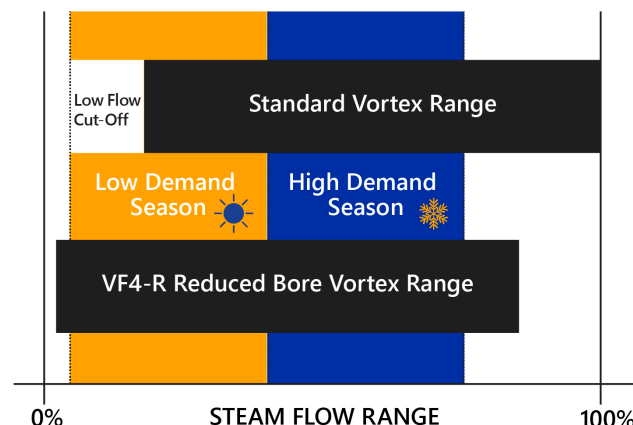 Low Flow
Cut-Off
Standard Vortex Range
Low Demand
Season
High Demand
Season
VF4-R Reduced Bore Vortex Range
0%
STEAM FLOW RANGE
100%